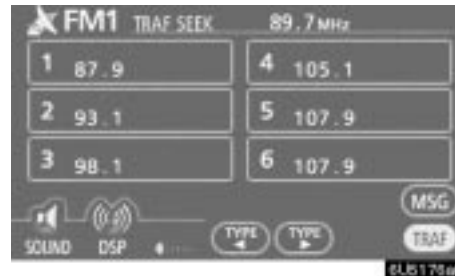 FM1 TRAF SEEK 89.7 MHz
1 87.9
2 93.1
3 98.1
4 105.1
5 107.9
6 107.9
MSG
SOUND DSP TYPE TYPE TRAF
6U5176a